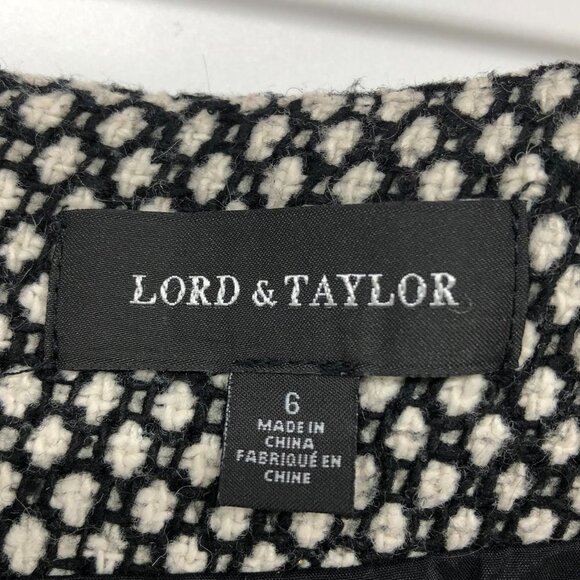 LORD & TAYLOR
6
MADE IN
CHINA
FABRIQUÉ EN
CHINE